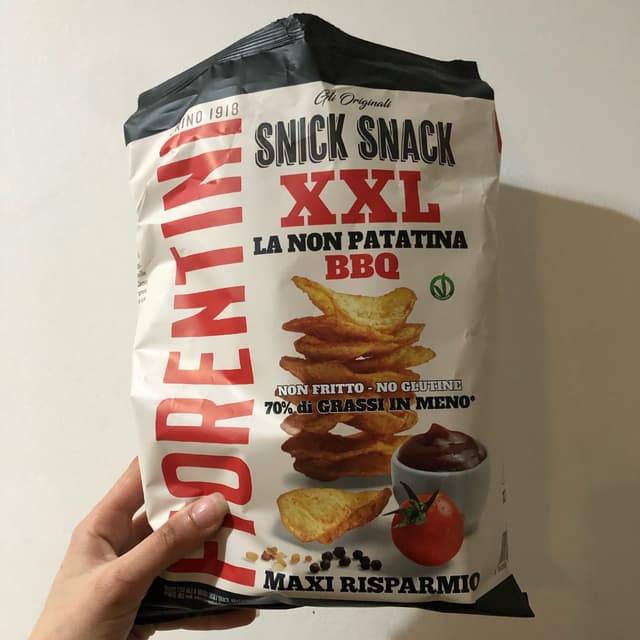 Gli Originali
1918
SNICK SNACK
XXL
LA NON PATATINA
BBQ
FIORENTINI
NON FRITTO - NO GLUTINE
70% di GRASSI IN MENO*
MAXI RISPARMIO